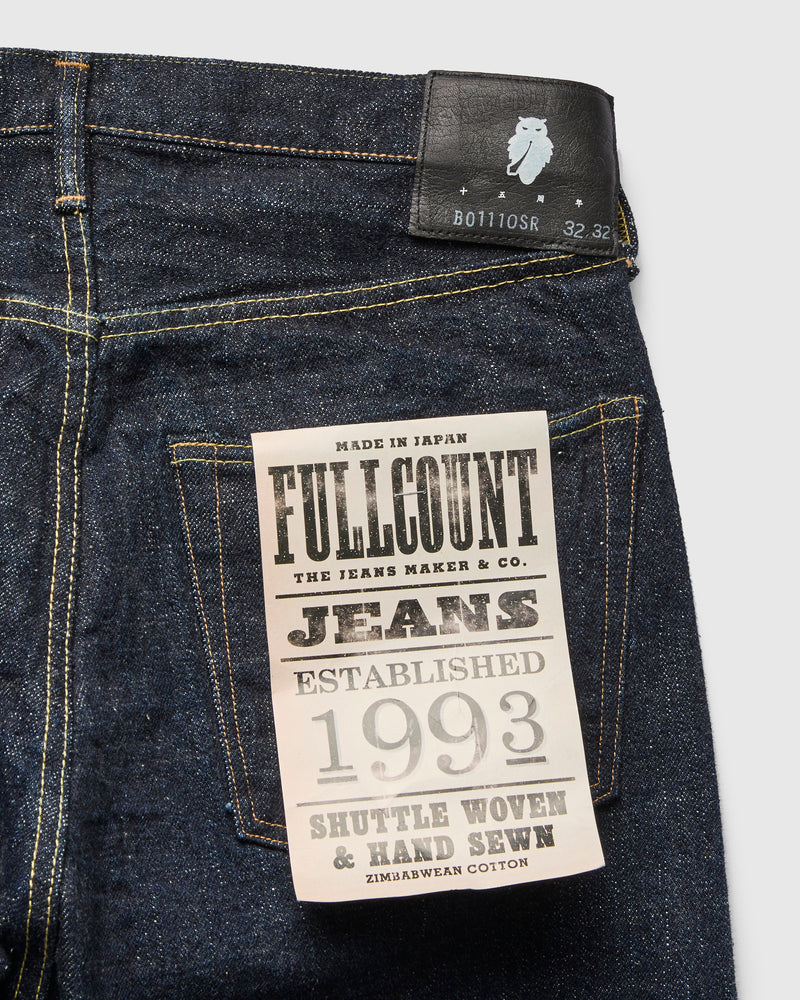 十五周年
B01110SR 32 32
MADE IN JAPAN
FULLCOUNT
THE JEANS MAKER & CO.
JEANS
ESTABLISHED
1993
SHUTTLE WOVEN
& HAND SEWN
ZIMBABWEAN COTTON